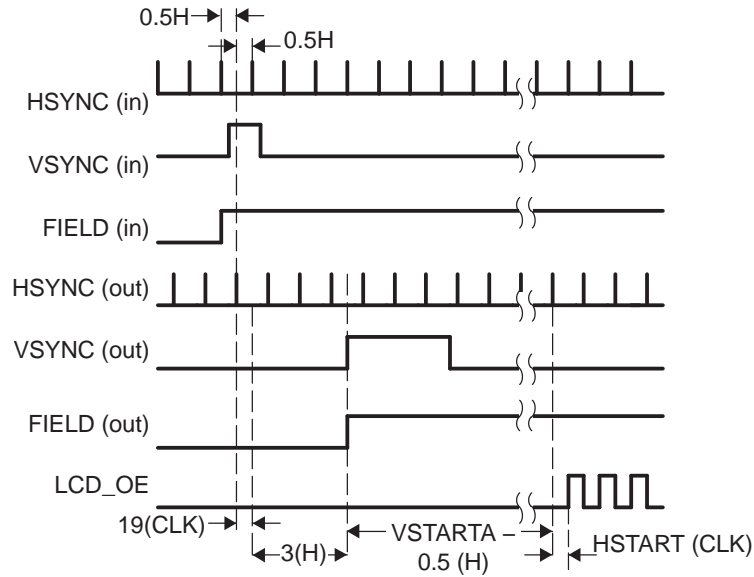 0.5H
0.5H
HSYNC (in)
VSYNC (in)
FIELD (in)
HSYNC (out)
VSYNC (out)
FIELD (out)
LCD_OE
19(CLK)
3(H)
VSTARTA –
0.5 (H)
HSTART (CLK)